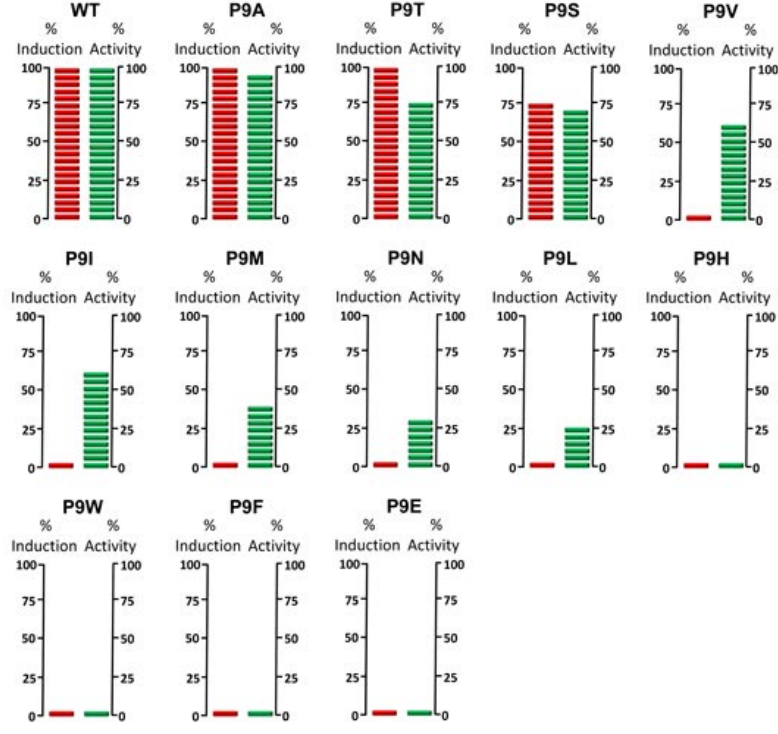 WT P9A P9T P9S P9V
% % % % % % % % % %
Induction Activity Induction Activity Induction Activity Induction Activity Induction Activity
100 100 100 100 100 100 100 100 100 100
75 75 75 75 75 75 75 75 75 75
50 50 50 50 50 50 50 50 50 50
25 25 25 25 25 25 25 25 25 25
0 0 0 0 0 0 0 0 0 0
P9I P9M P9N P9L P9H
% % % % % % % % % %
Induction Activity Induction Activity Induction Activity Induction Activity Induction Activity
100 100 100 100 100 100 100 100 100 100
75 75 75 75 75 75 75 75 75 75
50 50 50 50 50 50 50 50 50 50
25 25 25 25 25 25 25 25 25 25
0 0 0 0 0 0 0 0 0 0
P9W P9F P9E
% % % % % %
Induction Activity Induction Activity Induction Activity
100 100 100 100 100 100
75 75 75 75 75 75
50 50 50 50 50 50
25 25 25 25 25 25
0 0 0 0 0 0